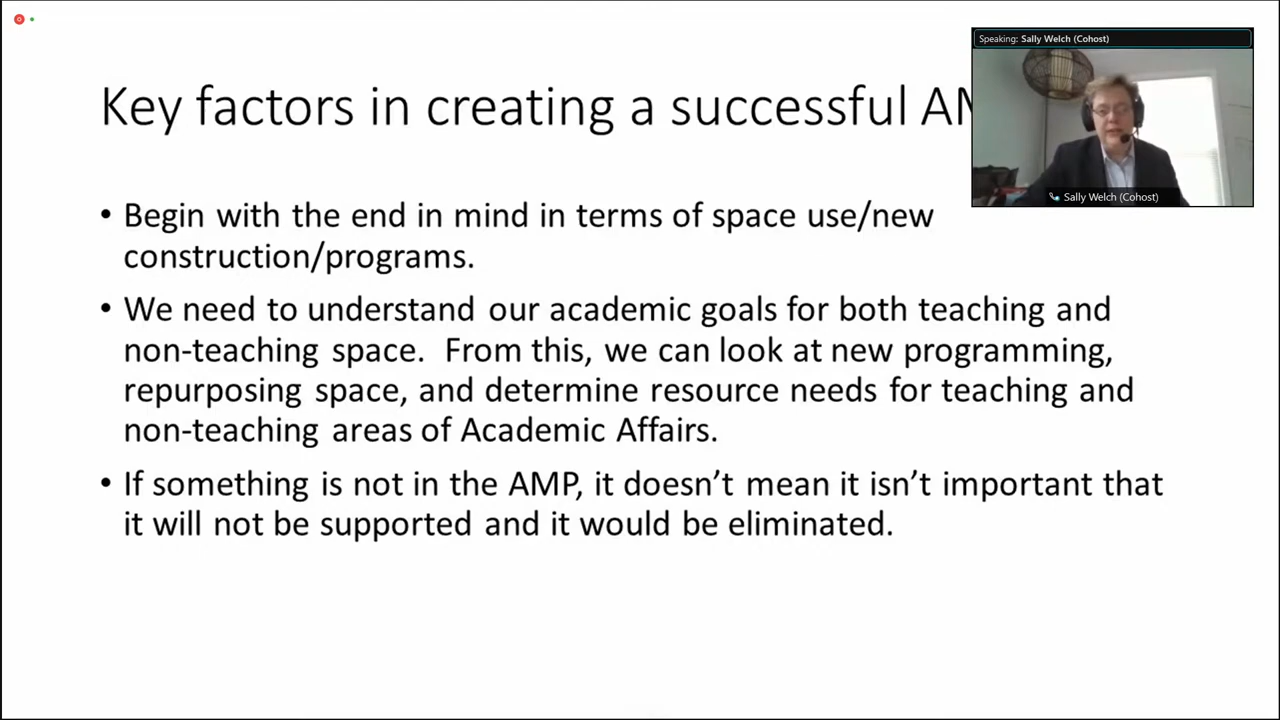 Speaking: Sally Welch (Cohost)
Key factors in creating a successful
• Begin with the end in mind in terms of space use/new
construction/programs.
• We need to understand our academic goals for both teaching and
non-teaching space. From this, we can look at new programming,
repurposing space, and determine resource needs for teaching and
non-teaching areas of Academic Affairs.
• If something is not in the AMP, it doesn’t mean it isn’t important that
it will not be supported and it would be eliminated.
Sally Welch (Cohost)